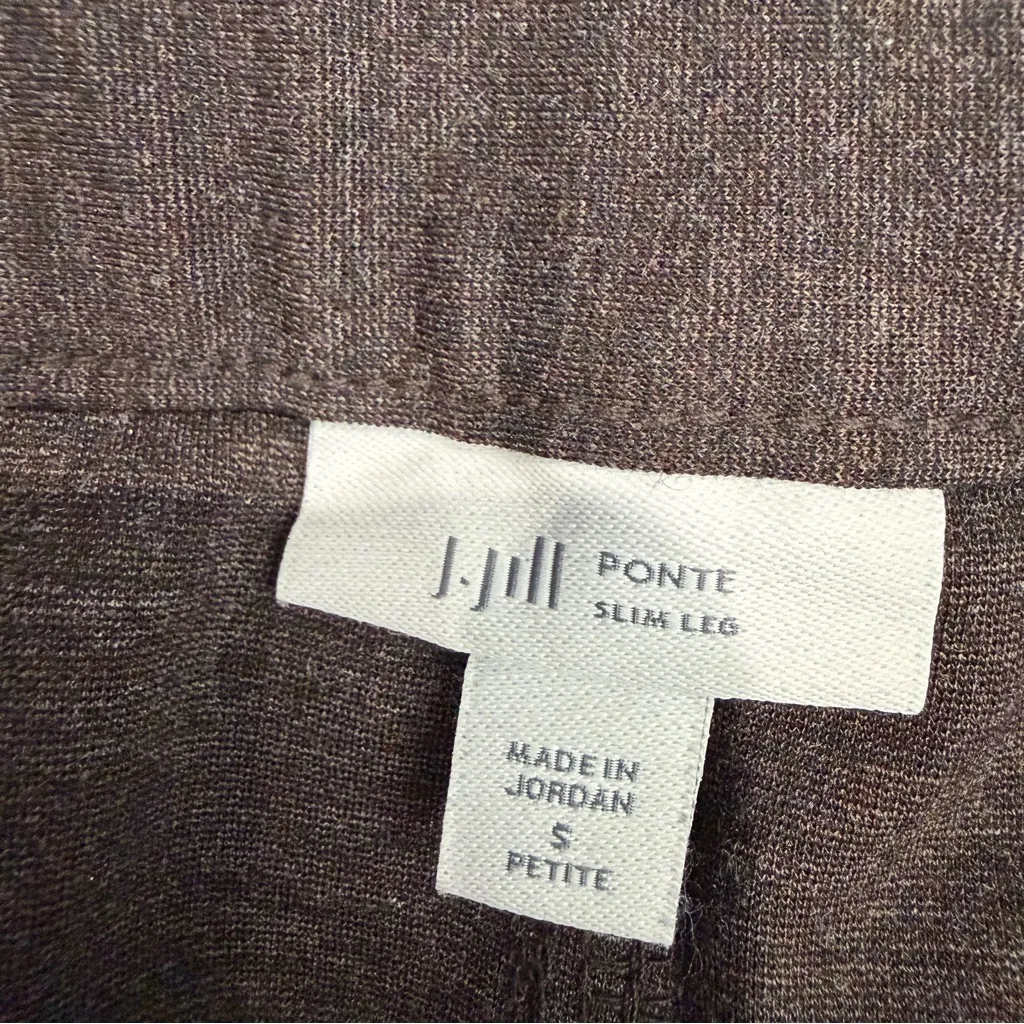 J.Jill PONTE
SLIM LEG
MADE IN
JORDAN
S
PETITE